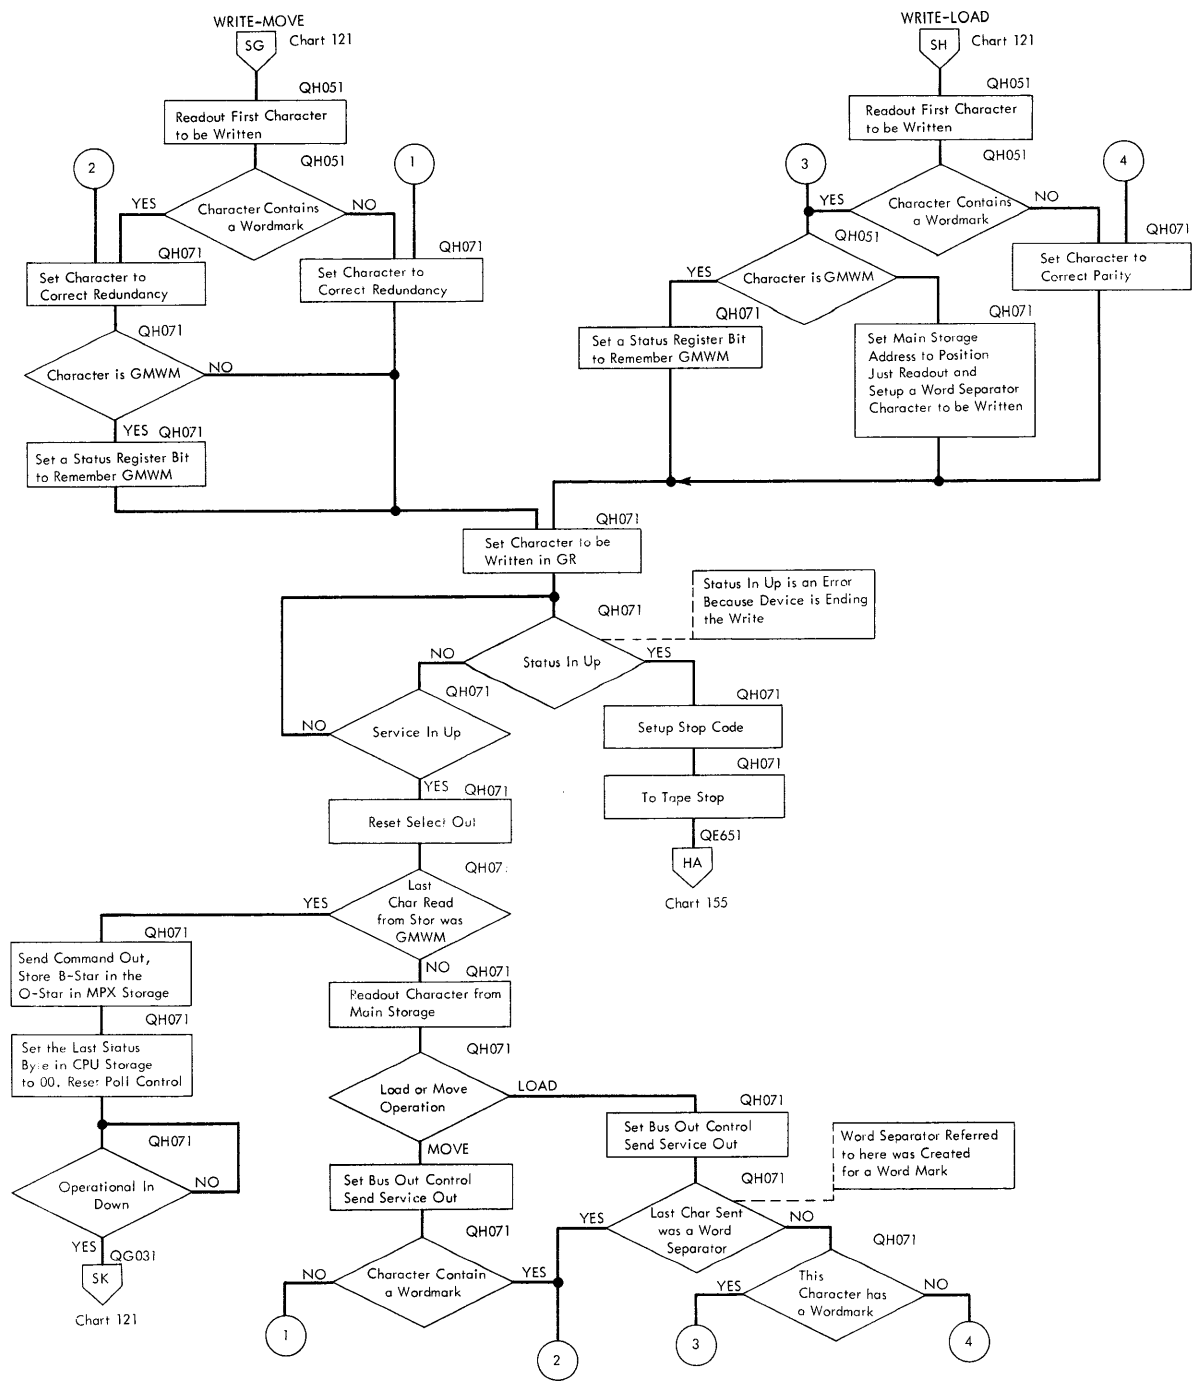 WRITE-MOVE
SG
Chart 121
QH051
Readout First Character
to be Written
QH051
2
1
YES
Character Contains
a Wordmark
NO
QH071
Set Character to
Correct Redundancy
QH071
Set Character to
Correct Redundancy
QH071
Character is GMWM
NO
YES
QH071
Set a Status Register Bit
to Remember GMWM
WRITE-LOAD
SH
Chart 121
QH051
Readout First Character
to be Written
QH051
3
4
YES
Character Contains
a Wordmark
NO
QH051
QH071
Set Character to
Correct Parity
YES
Character is GMWM
QH071
Set a Status Register Bit
to Remember GMWM
QH071
Set Main Storage
Address to Position
Just Readout and
Setup a Word Separator
Character to be Written
QH071
Set Character to be
Written in GR
QH071
Status In Up is an Error
Because Device is Ending
the Write
NO
Status In Up
YES
QH071
NO
Service In Up
QH071
Setup Stop Code
QH071
To Tape Stop
QE651
HA
Chart 155
YES
QH071
Reset Select Out
QH07
YES
Last
Char Read
from Stor was
GMWM
NO
QH071
Send Command Out,
Store B-Star in the
O-Star in MPX Storage
QH071
Set the Last Status
Byte in CPU Storage
to 00. Reset Poll Control
QH071
Operational In
Down
NO
YES
QG031
SK
Chart 121
QH071
Readout Character from
Main Storage
QH071
Load or Move
Operation
LOAD
MOVE
QH071
Set Bus Out Control
Send Service Out
QH071
NO
Character Contain
a Wordmark
YES
1
2
QH071
Set Bus Out Control
Send Service Out
Word Separator Referred
to here was Created
for a Word Mark
QH071
YES
Last Char Sent
was a Word
Separator
NO
QH071
YES
This
Character has
a Wordmark
NO
3
4